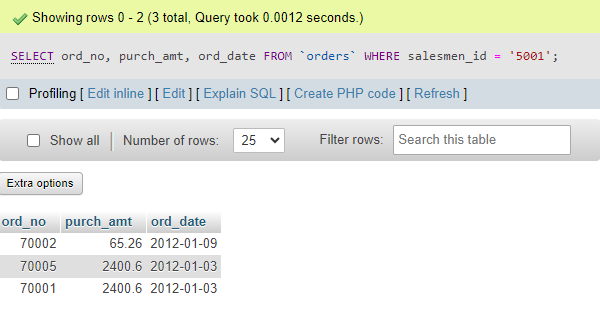 Showing rows 0 - 2 (3 total, Query took 0.0012 seconds.)
SELECT ord_no, purch_amt, ord_date FROM `orders` WHERE salesmen_id = '5001';
Profiling [ Edit inline ] [ Edit ] [ Explain SQL ] [ Create PHP code ] [ Refresh ]
Show all Number of rows: 25 Filter rows: Search this table
Extra options
ord_no purch_amt ord_date
70002 65.26 2012-01-09
70005 2400.6 2012-01-03
70001 2400.6 2012-01-03